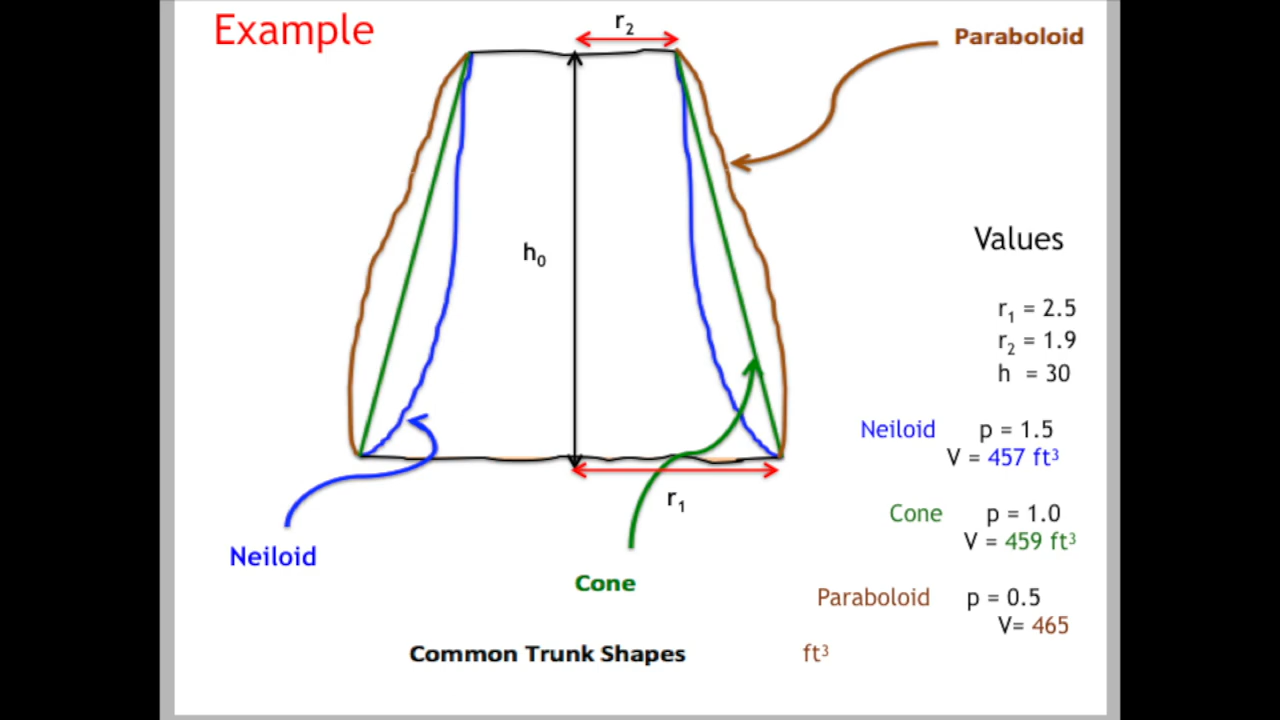 Example
r₂
Paraboloid
h₀
Values
r₁ = 2.5
r₂ = 1.9
h = 30
Neiloid p = 1.5
V = 457 ft³
r₁
Cone p = 1.0
V = 459 ft³
Neiloid
Cone
Paraboloid p = 0.5
V= 465
Common Trunk Shapes ft³